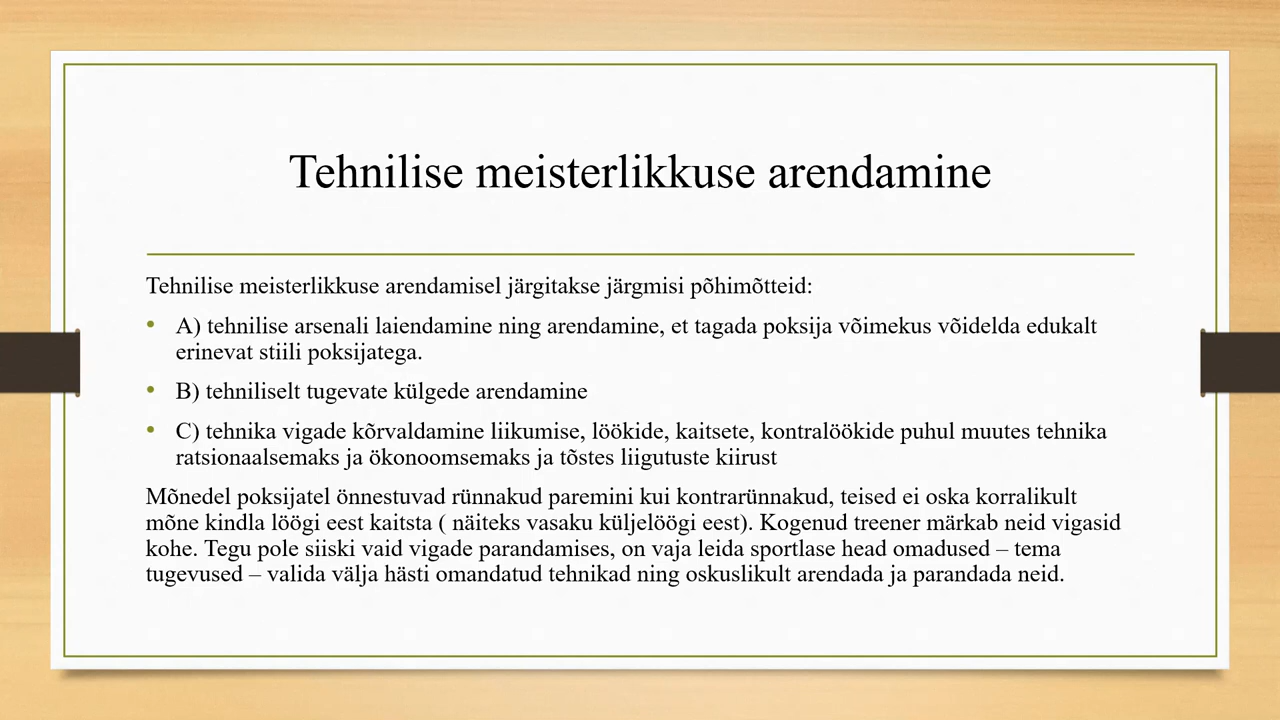 Tehnilise meisterlikkuse arendamine
Tehnilise meisterlikkuse arendamisel järgitakse järgmisi põhimõtteid:
• A) tehnilise arsenali laiendamine ning arendamine, et tagada poksija võimekus võidelda edukalt
erinevat stiili poksijatega.
• B) tehniliselt tugevate külgede arendamine
• C) tehnika vigade kõrvaldamine liikumise, löökide, kaitsete, kontralöökide puhul muutes tehnika
ratsionaalsemaks ja ökonoomsemaks ja tõstes liigutuste kiirust
Mõnedel poksijatel õnnestuvad rünnakud paremini kui kontrarünnakud, teised ei oska korralikult
mõne kindla löögi eest kaitsta ( näiteks vasaku küljelöögi eest). Kogenud treener märkab neid vigasid
kohe. Tegu pole siiski vaid vigade parandamises, on vaja leida sportlase head omadused – tema
tugevused – valida välja hästi omandatud tehnikad ning oskuslikult arendada ja parandada neid.